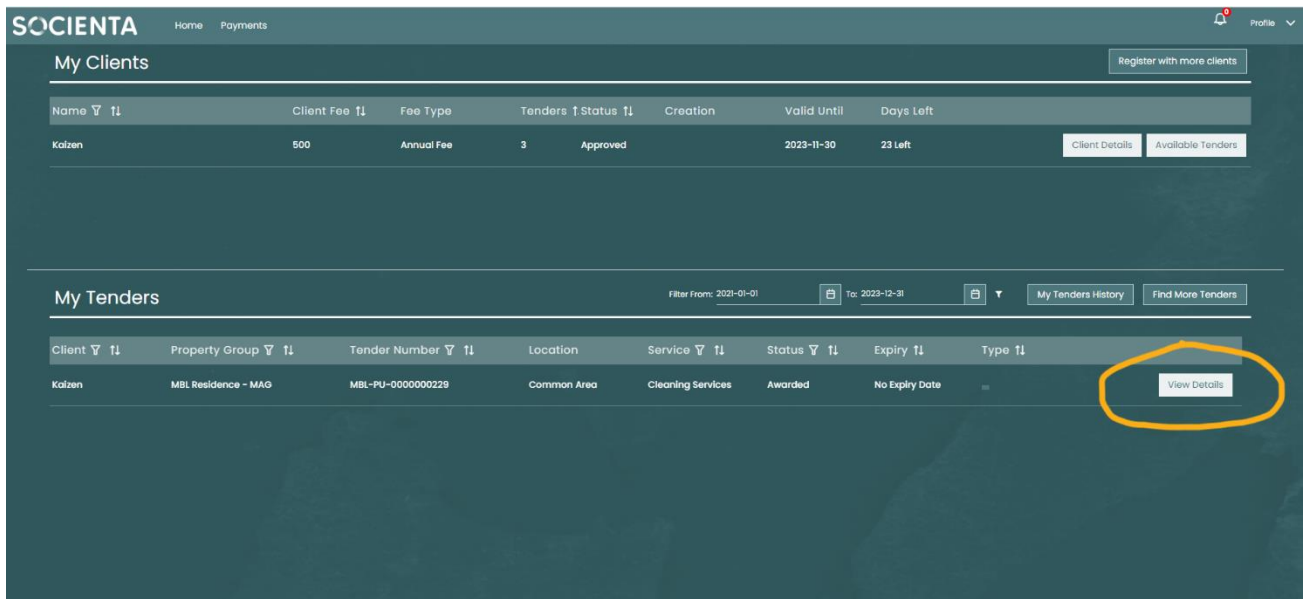 SOCIENTA Home Payments 0 Profile
My Clients Register with more clients
Name Client Fee Fee Type Tenders Status Creation Valid Until Days Left
Kaizen 500 Annual Fee 3 Approved 2023-11-30 23 Left Client Details Available Tenders
My Tenders Filter From: 2021-01-01 To: 2023-12-31 My Tenders History Find More Tenders
Client Property Group Tender Number Location Service Status Expiry Type
Kaizen MBL Residence - MAG MBL-PU-0000000229 Common Area Cleaning Services Awarded No Expiry Date View Details